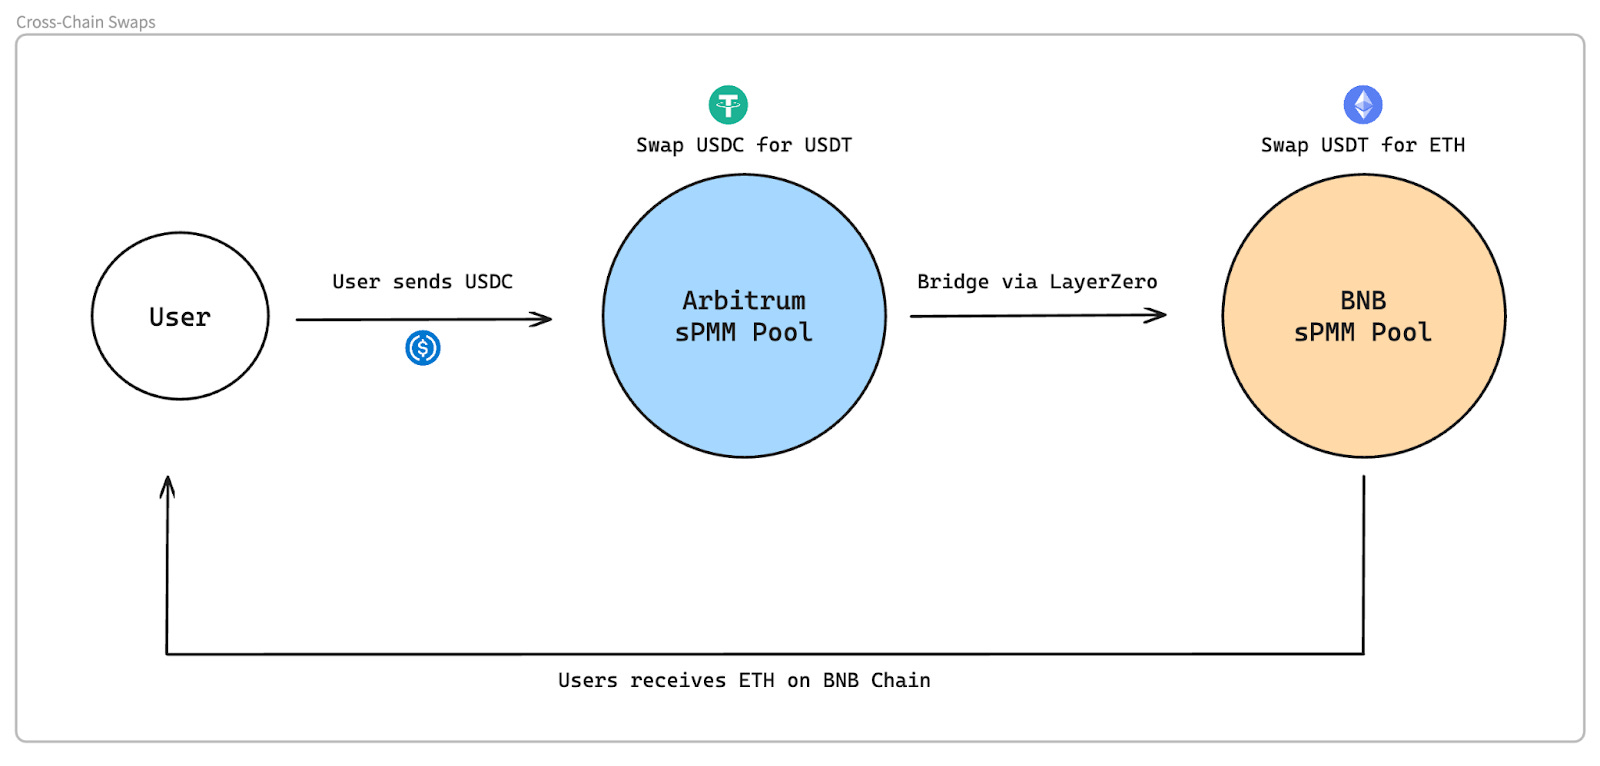 Cross-Chain Swaps
Swap USDC for USDT
Swap USDT for ETH
User
User sends USDC
Arbitrum
sPMM Pool
Bridge via LayerZero
BNB
sPMM Pool
Users receives ETH on BNB Chain